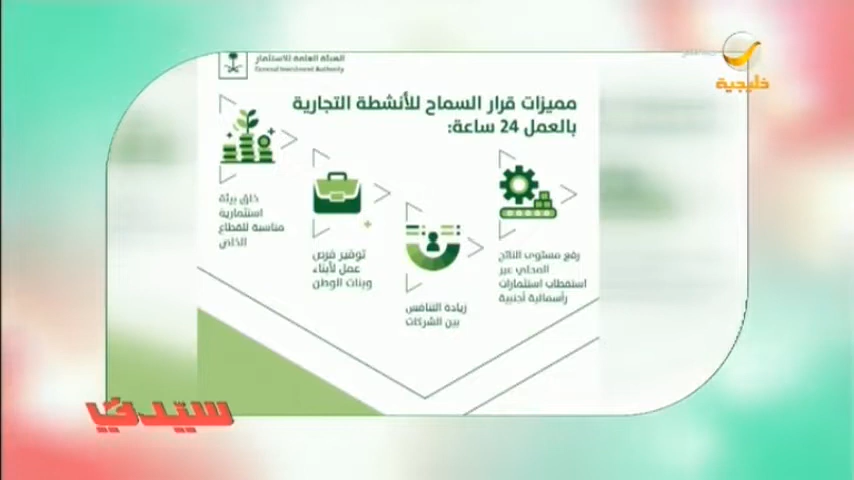 الهيئة العامة للاستثمار
General Investment Authority
خليجية
مميزات قرار السماح للأنشطة التجارية
بالعمل 24 ساعة:
رفع مستوى الناتج
المحلي عبر
استقطاب استثمارات
رأسمالية أجنبية
زيادة التنافس
بين الشركات
توفير فرص
عمل لأبناء
وبنات الوطن
خلق بيئة
استثمارية
مناسبة للقطاع
الخاص
سيدتي